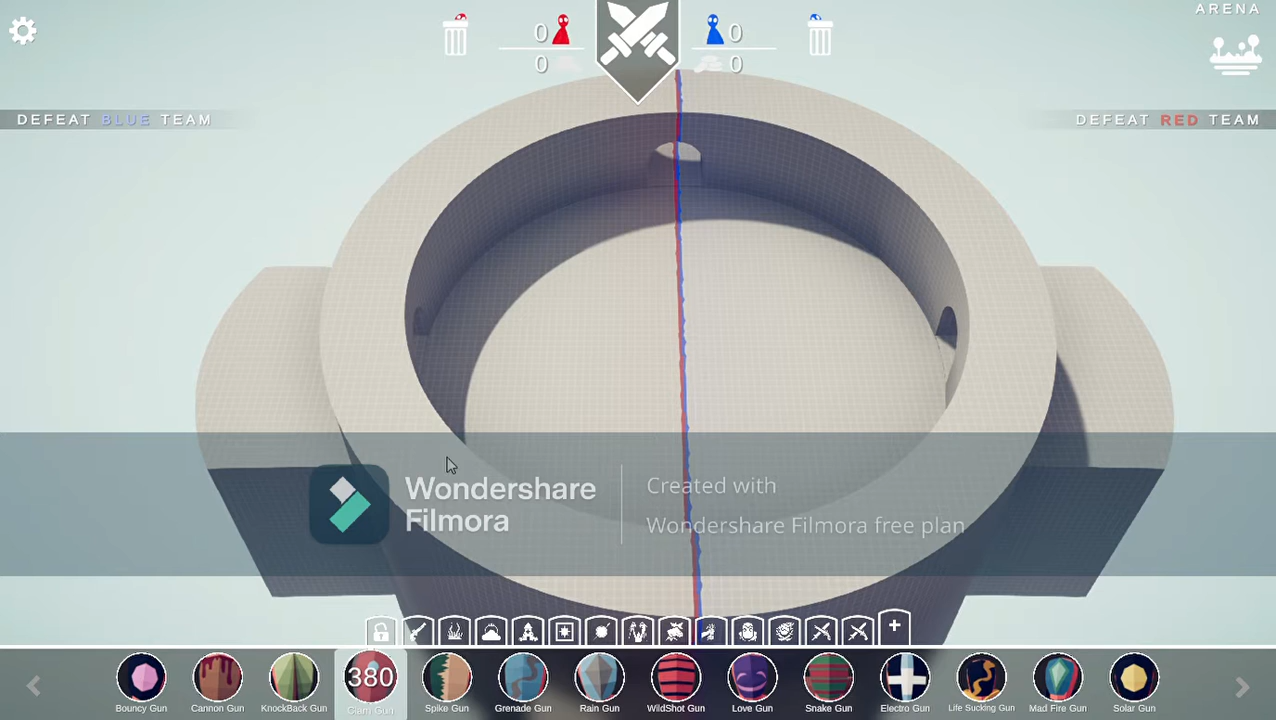 ARENA
0 0
0 0
DEFEAT BLUE TEAM
DEFEAT RED TEAM
Wondershare
Filmora
Created with
Wondershare Filmora free plan
+
380
Bouncy Gun Cannon Gun KnockBack Gun Clam Gun Spike Gun Grenade Gun Rain Gun WildShot Gun Love Gun Snake Gun Electro Gun Life Sucking Gun Mad Fire Gun Solar Gun